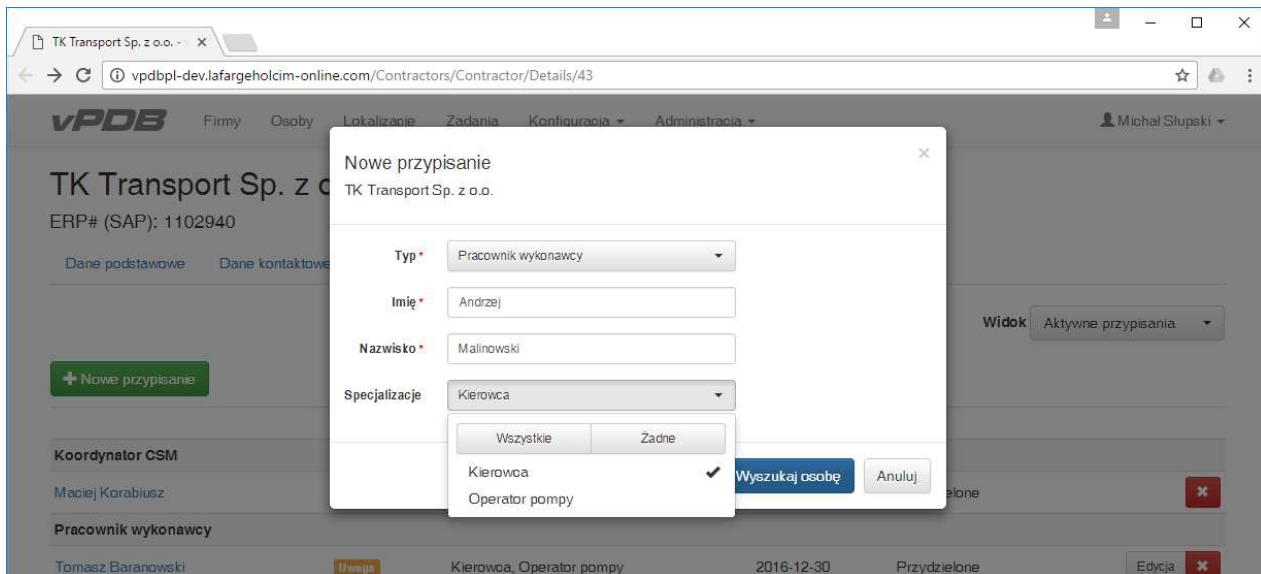 TK Transport Sp. z o.o. -
vpdbpl-dev.lafargeholcim-online.com/Contractors/Contractor/Details/43
vPDB Firmy Osoby Lokalizacje Zadania Konfiguracja Administracja Michał Słupski
Nowe przypisanie
×
TK Transport Sp. z o.o.
TK Transport Sp. z o
ERP# (SAP): 1102940
Dane podstawowe Dane kontaktowe
Typ * Pracownik wykonawcy
Imię * Andrzej
Widok Aktywne przypisania
Nazwisko * Malinowski
+ Nowe przypisanie
Specjalizacje Kierowca
Wszystkie Żadne
Kierowca
Operator pompy
Wyszukaj osobę Anuluj
Koordynator CSM
Maciej Korabiusz elone
Pracownik wykonawcy
Tomasz Baranowski Uwaga Kierowca, Operator pompy 2016-12-30 Przydzielone Edycja